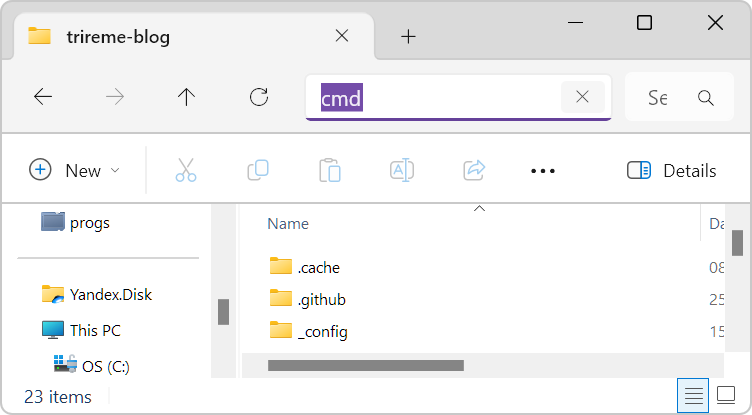 trireme-blog
cmd
Se
New
Details
progs
Name
Da
.cache
08
Yandex.Disk
.github
25
This PC
_config
15
OS (C:)
23 items